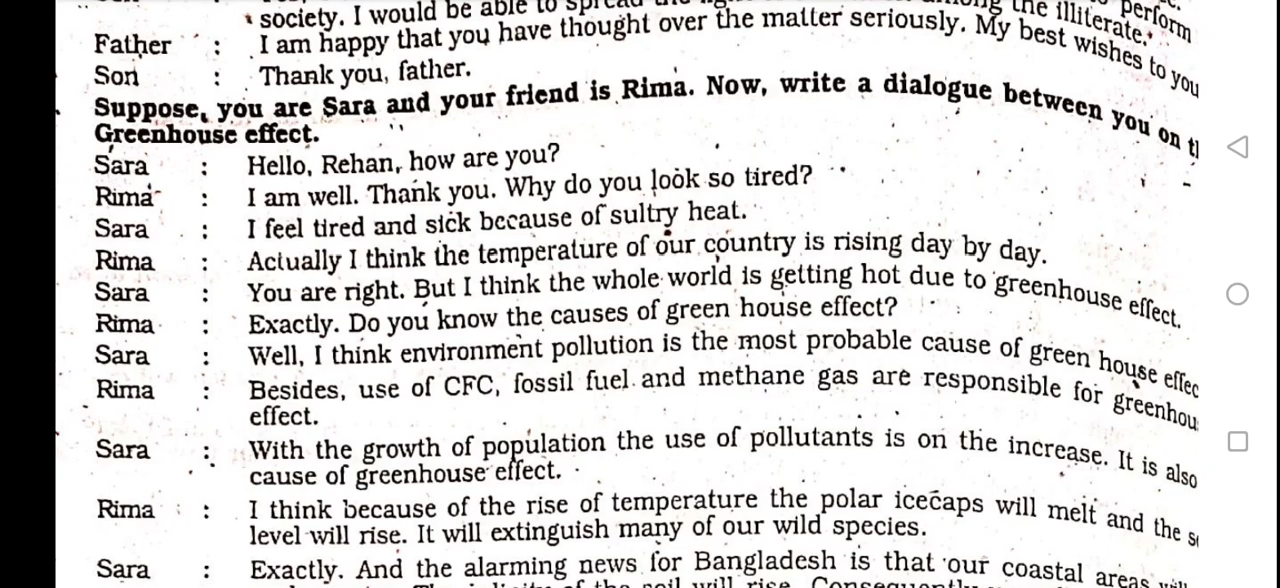 society. I would be able to the illiterate. perform
Father : I am happy that you have thought over the matter seriously. My best wishes to you
Son : Thank you, father.
Suppose, you are Sara and your friend is Rima. Now, write a dialogue between you on
Greenhouse effect.
Sara : Hello, Rehan, how are you?
Rima : I am well. Thank you. Why do you look so tired?
Sara : I feel tired and sick because of sultry heat.
Rima : Actually I think the temperature of our country is rising day by day.
Sara : You are right. But I think the whole world is getting hot due to greenhouse effect.
Rima : Exactly. Do you know the causes of green house effect?
Sara : Well, I think environment pollution is the most probable cause of green house effec
Rima : Besides, use of CFC, fossil fuel and methane gas are responsible for greenhou
effect.
Sara : With the growth of population the use of pollutants is on the increase. It is also
cause of greenhouse effect.
Rima : I think because of the rise of temperature the polar icecaps will melt and the
level will rise. It will extinguish many of our wild species.
Sara : Exactly. And the alarming news for Bangladesh is that our coastal areas will
of the soil will rise. Consequently